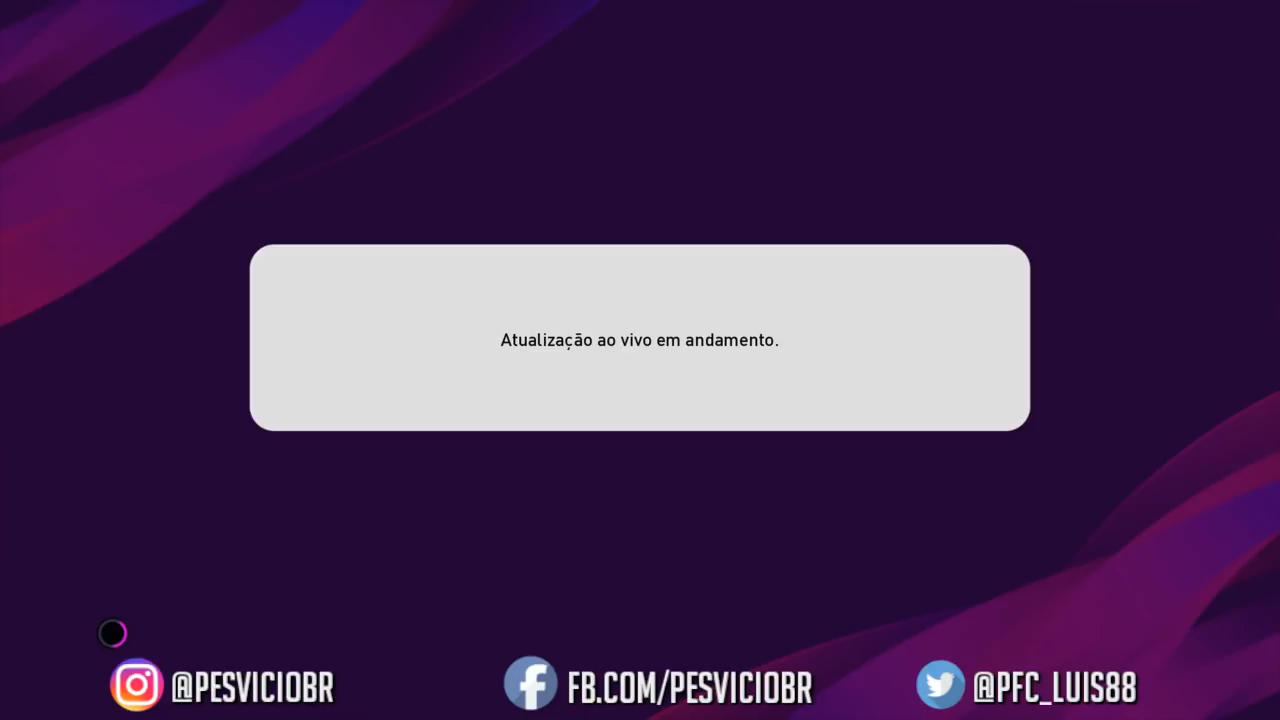 Atualização ao vivo em andamento.
@PESVICIOBR
FB.COM/PESVICIOBR
@PFC_LUIS88